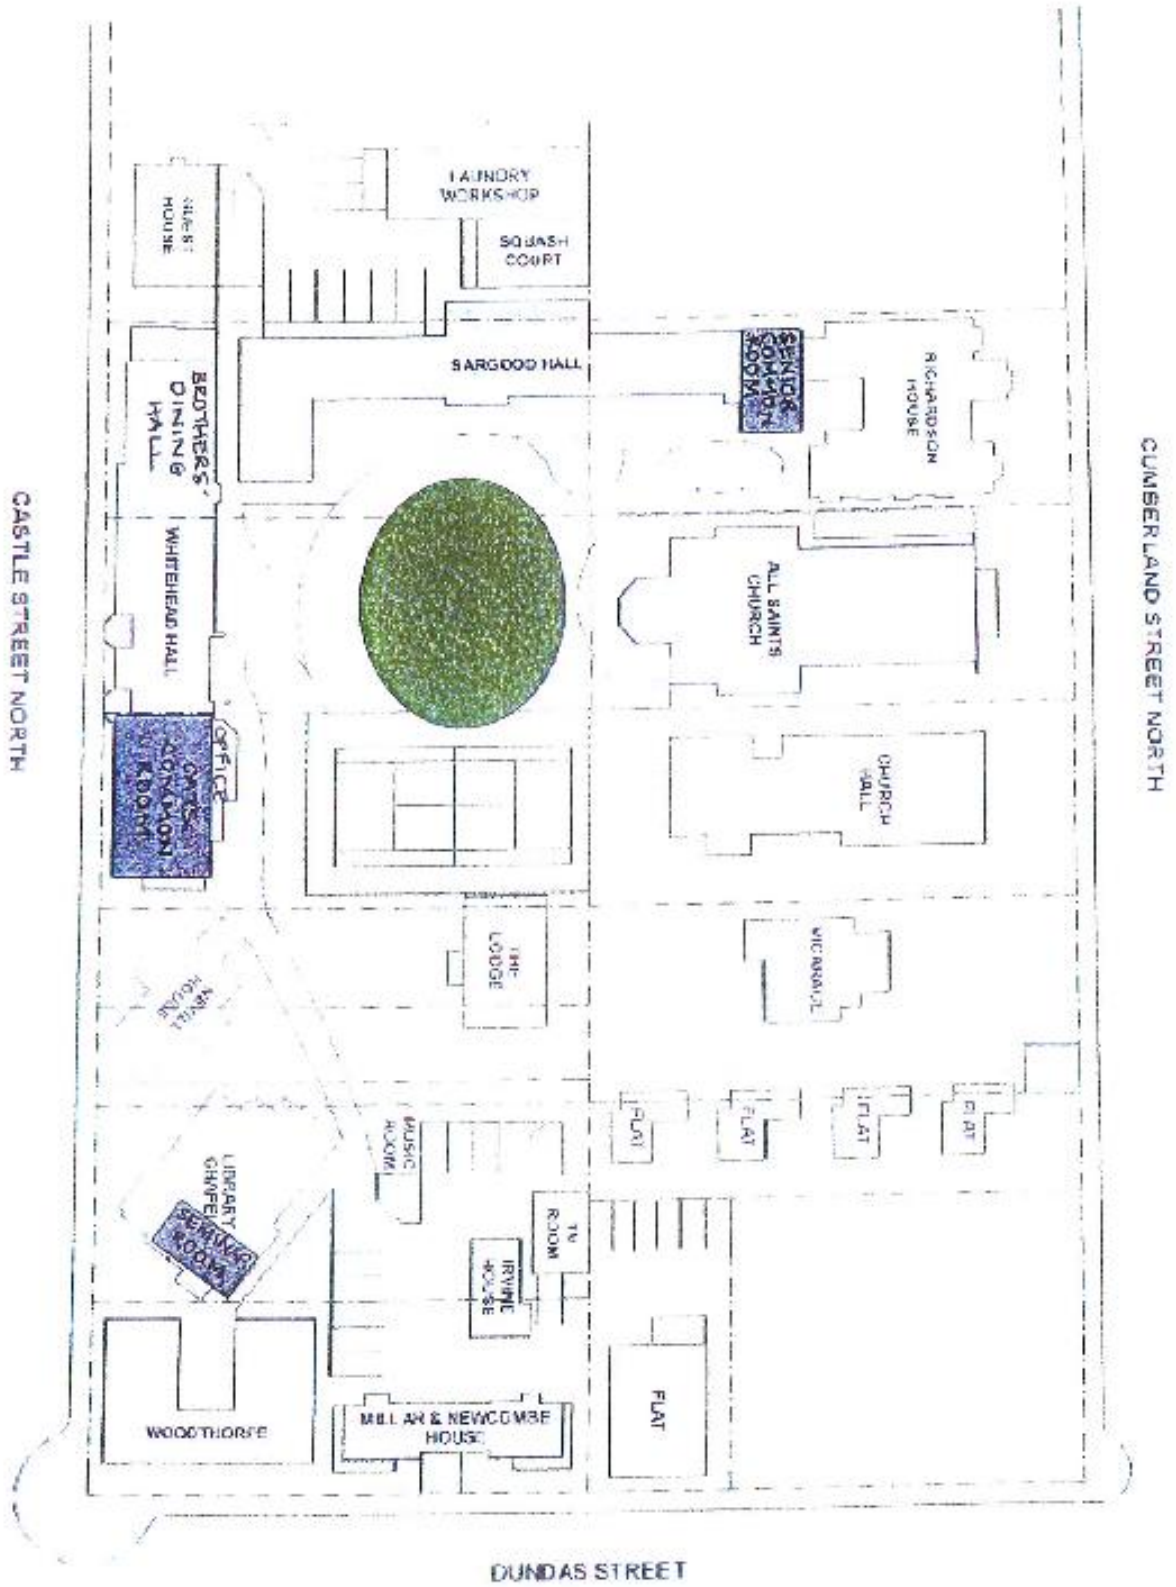 LAUNDRY
WORKSHOP
SQUASH
COURT
GUEST
HOUSE
SARGOOD HALL
SENIOR
COMMON
ROOM
RICHARDSON
HOUSE
BROTHERS'
DINING
HALL
WHITEHEAD HALL
ALL SAINTS
CHURCH
CASTLE STREET NORTH
CUMBERLAND STREET NORTH
OFFICE
COMMON
ROOM
CHURCH
HALL
THE
LODGE
VICARAGE
HOUSE
MUSIC
ROOM
FLAT
FLAT
FLAT
FLAT
LIBRARY
CHAPEL
SEMINAR
ROOM
TV
ROOM
IRVINE
HOUSE
WOODTHORPE
MILLAR & NEWCOMBE
HOUSE
FLAT
DUNDAS STREET